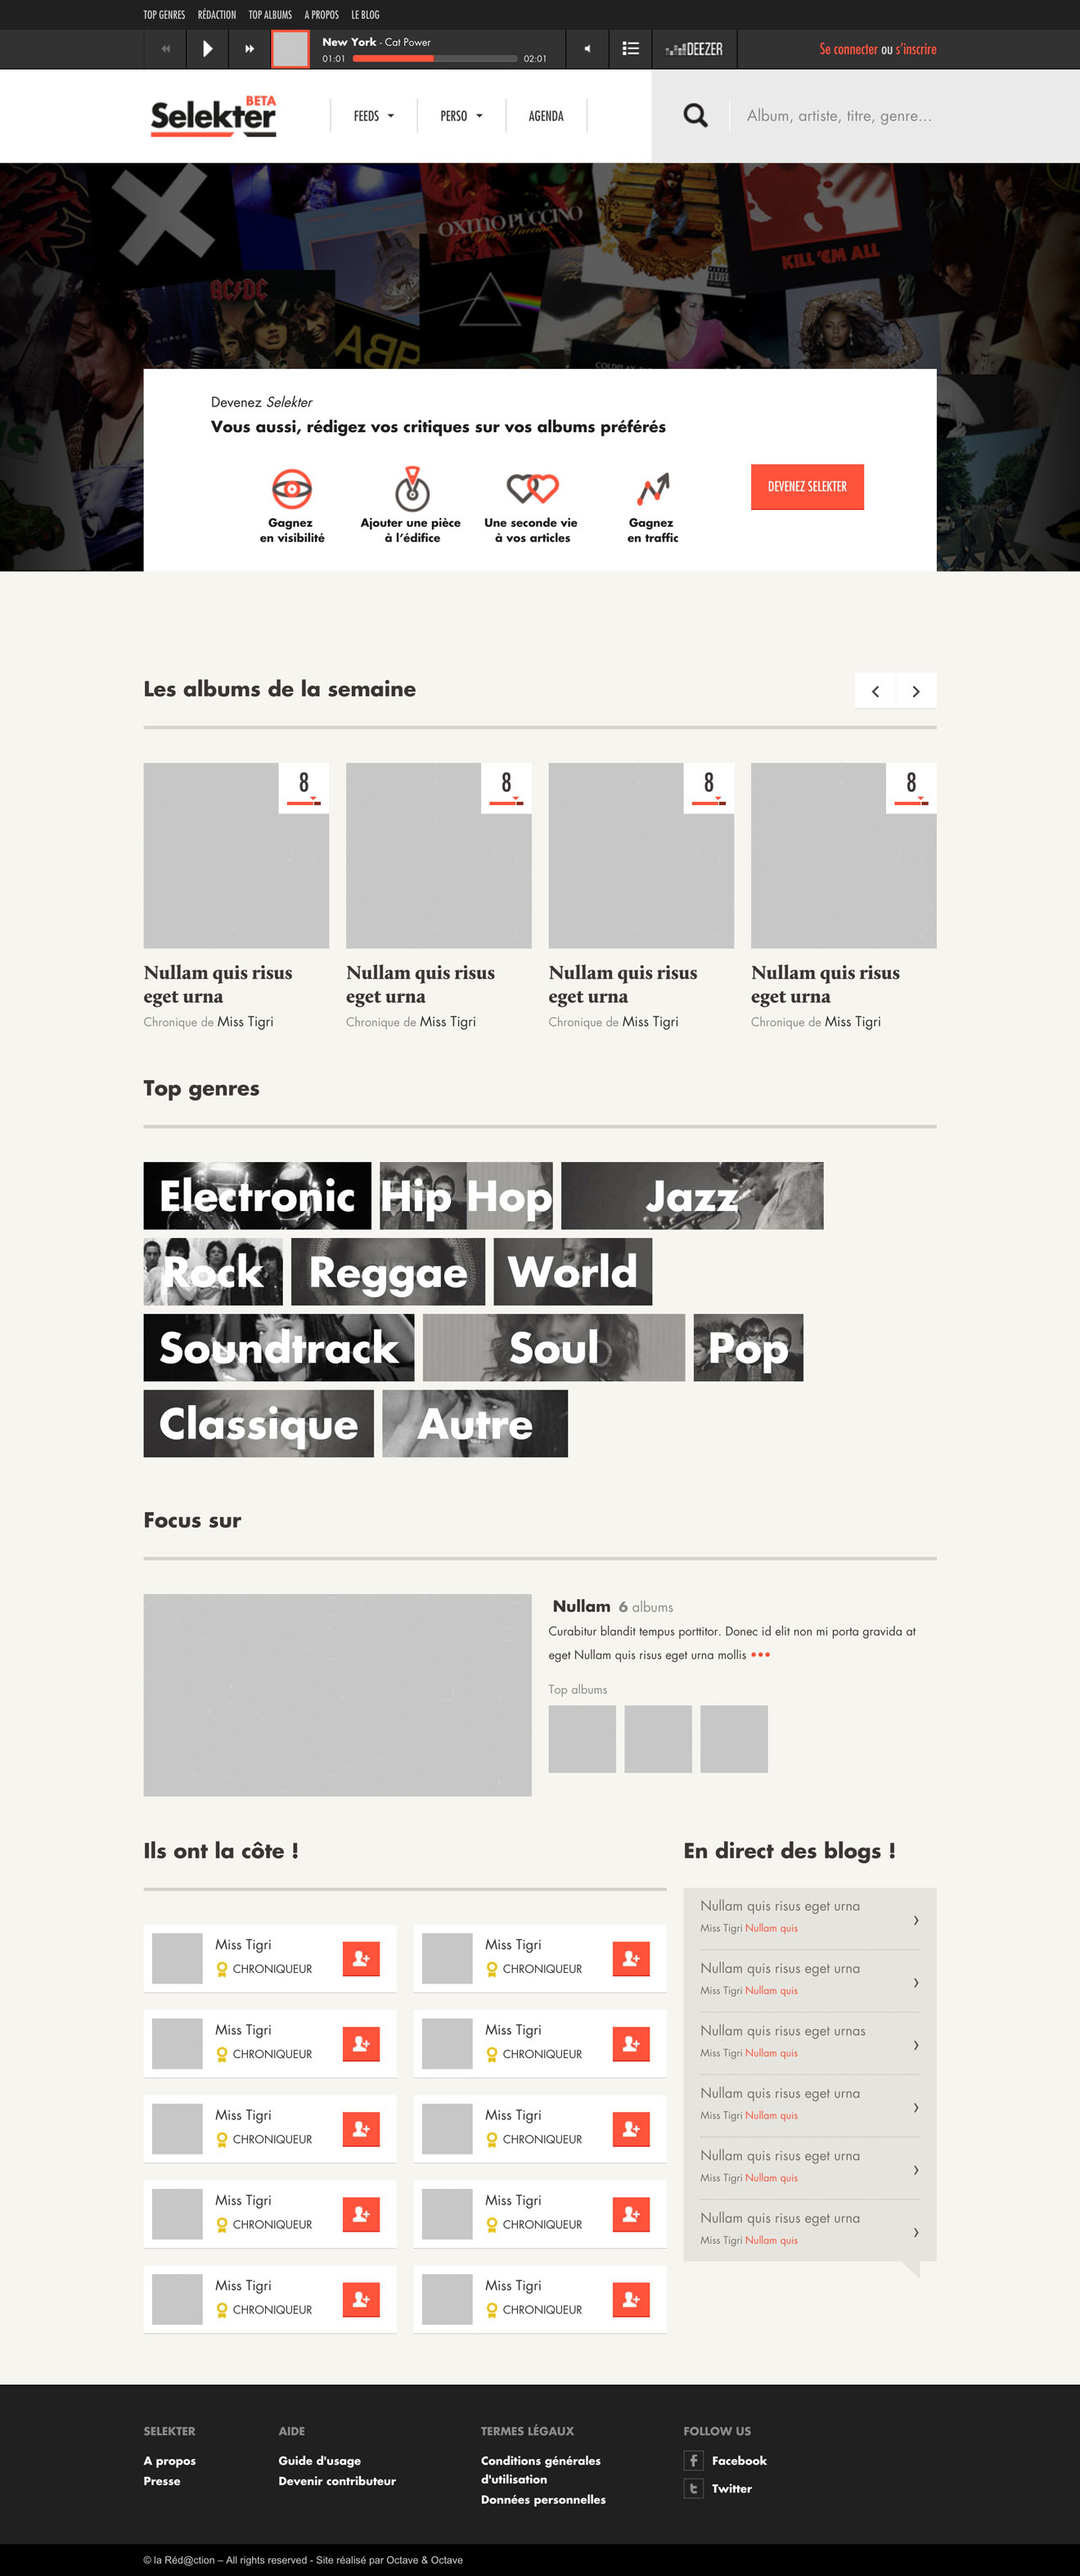 TOP GENRES RÉDACTION TOP ALBUMS A PROPOS LE BLOG
New York - Cat Power
01:01 02:01
DEEZER
Se connecter ou s'inscrire
Selekter BETA
FEEDS PERSO AGENDA
Album, artiste, titre, genre...
OXMO PUCCINO
KILL 'EM ALL
AC/DC
ABB
Devenez Selekter
Vous aussi, rédigez vos critiques sur vos albums préférés
Gagnez
en visibilité
Ajouter une pièce
à l'édifice
Une seconde vie
à vos articles
Gagnez
en traffic
DEVENEZ SELEKTER
Les albums de la semaine
8 8 8 8
Nullam quis risus
eget urna
Chronique de Miss Tigri
Nullam quis risus
eget urna
Chronique de Miss Tigri
Nullam quis risus
eget urna
Chronique de Miss Tigri
Nullam quis risus
eget urna
Chronique de Miss Tigri
Top genres
Electronic Hip Hop Jazz
Rock Reggae World
Soundtrack Soul Pop
Classique Autre
Focus sur
Nullam 6 albums
Curabitur blandit tempus porttitor. Donec id elit non mi porta gravida at
eget Nullam quis risus eget urna mollis •••
Top albums
Ils ont la côte !
Miss Tigri
CHRONIQUEUR
Miss Tigri
CHRONIQUEUR
Miss Tigri
CHRONIQUEUR
Miss Tigri
CHRONIQUEUR
Miss Tigri
CHRONIQUEUR
Miss Tigri
CHRONIQUEUR
Miss Tigri
CHRONIQUEUR
Miss Tigri
CHRONIQUEUR
Miss Tigri
CHRONIQUEUR
Miss Tigri
CHRONIQUEUR
En direct des blogs !
Nullam quis risus eget urna
Miss Tigri Nullam quis
Nullam quis risus eget urna
Miss Tigri Nullam quis
Nullam quis risus eget urnas
Miss Tigri Nullam quis
Nullam quis risus eget urna
Miss Tigri Nullam quis
Nullam quis risus eget urna
Miss Tigri Nullam quis
Nullam quis risus eget urna
Miss Tigri Nullam quis
SELEKTER
A propos
Presse
AIDE
Guide d'usage
Devenir contributeur
TERMES LÉGAUX
Conditions générales
d'utilisation
Données personnelles
FOLLOW US
Facebook
Twitter
© la Réd@ction – All rights reserved - Site réalisé par Octave & Octave